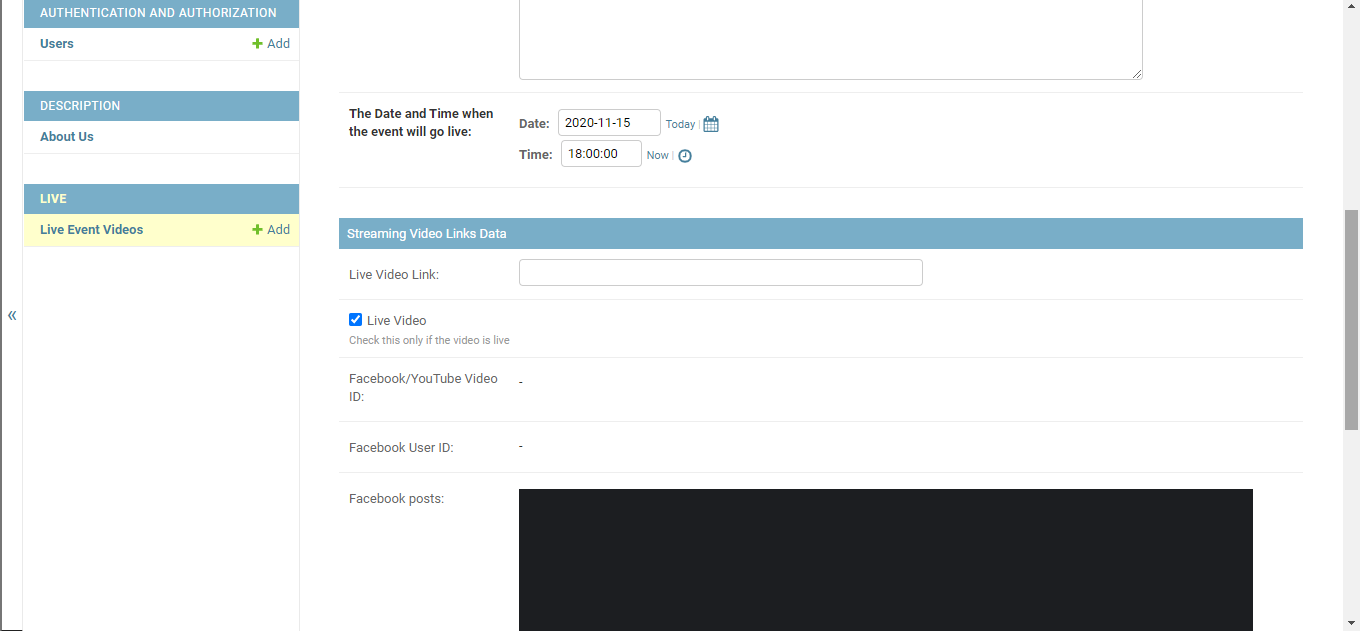 AUTHENTICATION AND AUTHORIZATION
Users
Add
DESCRIPTION
About Us
LIVE
Live Event Videos
Add
«
The Date and Time when
the event will go live:
Date: 2020-11-15 Today |
Time: 18:00:00 Now |
Streaming Video Links Data
Live Video Link:
Live Video
Check this only if the video is live
Facebook/YouTube Video
ID:
-
Facebook User ID:
-
Facebook posts: